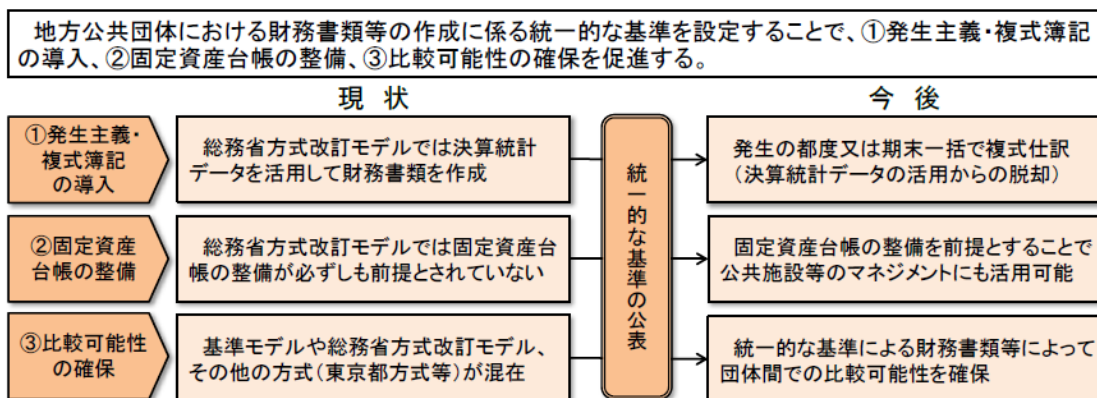 地方公共団体における財務書類等の作成に係る統一的な基準を設定することで、①発生主義・複式簿記
の導入、②固定資産台帳の整備、③比較可能性の確保を促進する。
現 状
今 後
①発生主義・
複式簿記
の導入
総務省方式改訂モデルでは決算統計
データを活用して財務書類を作成
統一的な基準の公表
発生の都度又は期末一括で複式仕訳
（決算統計データの活用からの脱却）
②固定資産
台帳の整備
総務省方式改訂モデルでは固定資産台
帳の整備が必ずしも前提とされていない
固定資産台帳の整備を前提とすることで
公共施設等のマネジメントにも活用可能
③比較可能性
の確保
基準モデルや総務省方式改訂モデル、
その他の方式（東京都方式等）が混在
統一的な基準による財務書類等によって
団体間での比較可能性を確保